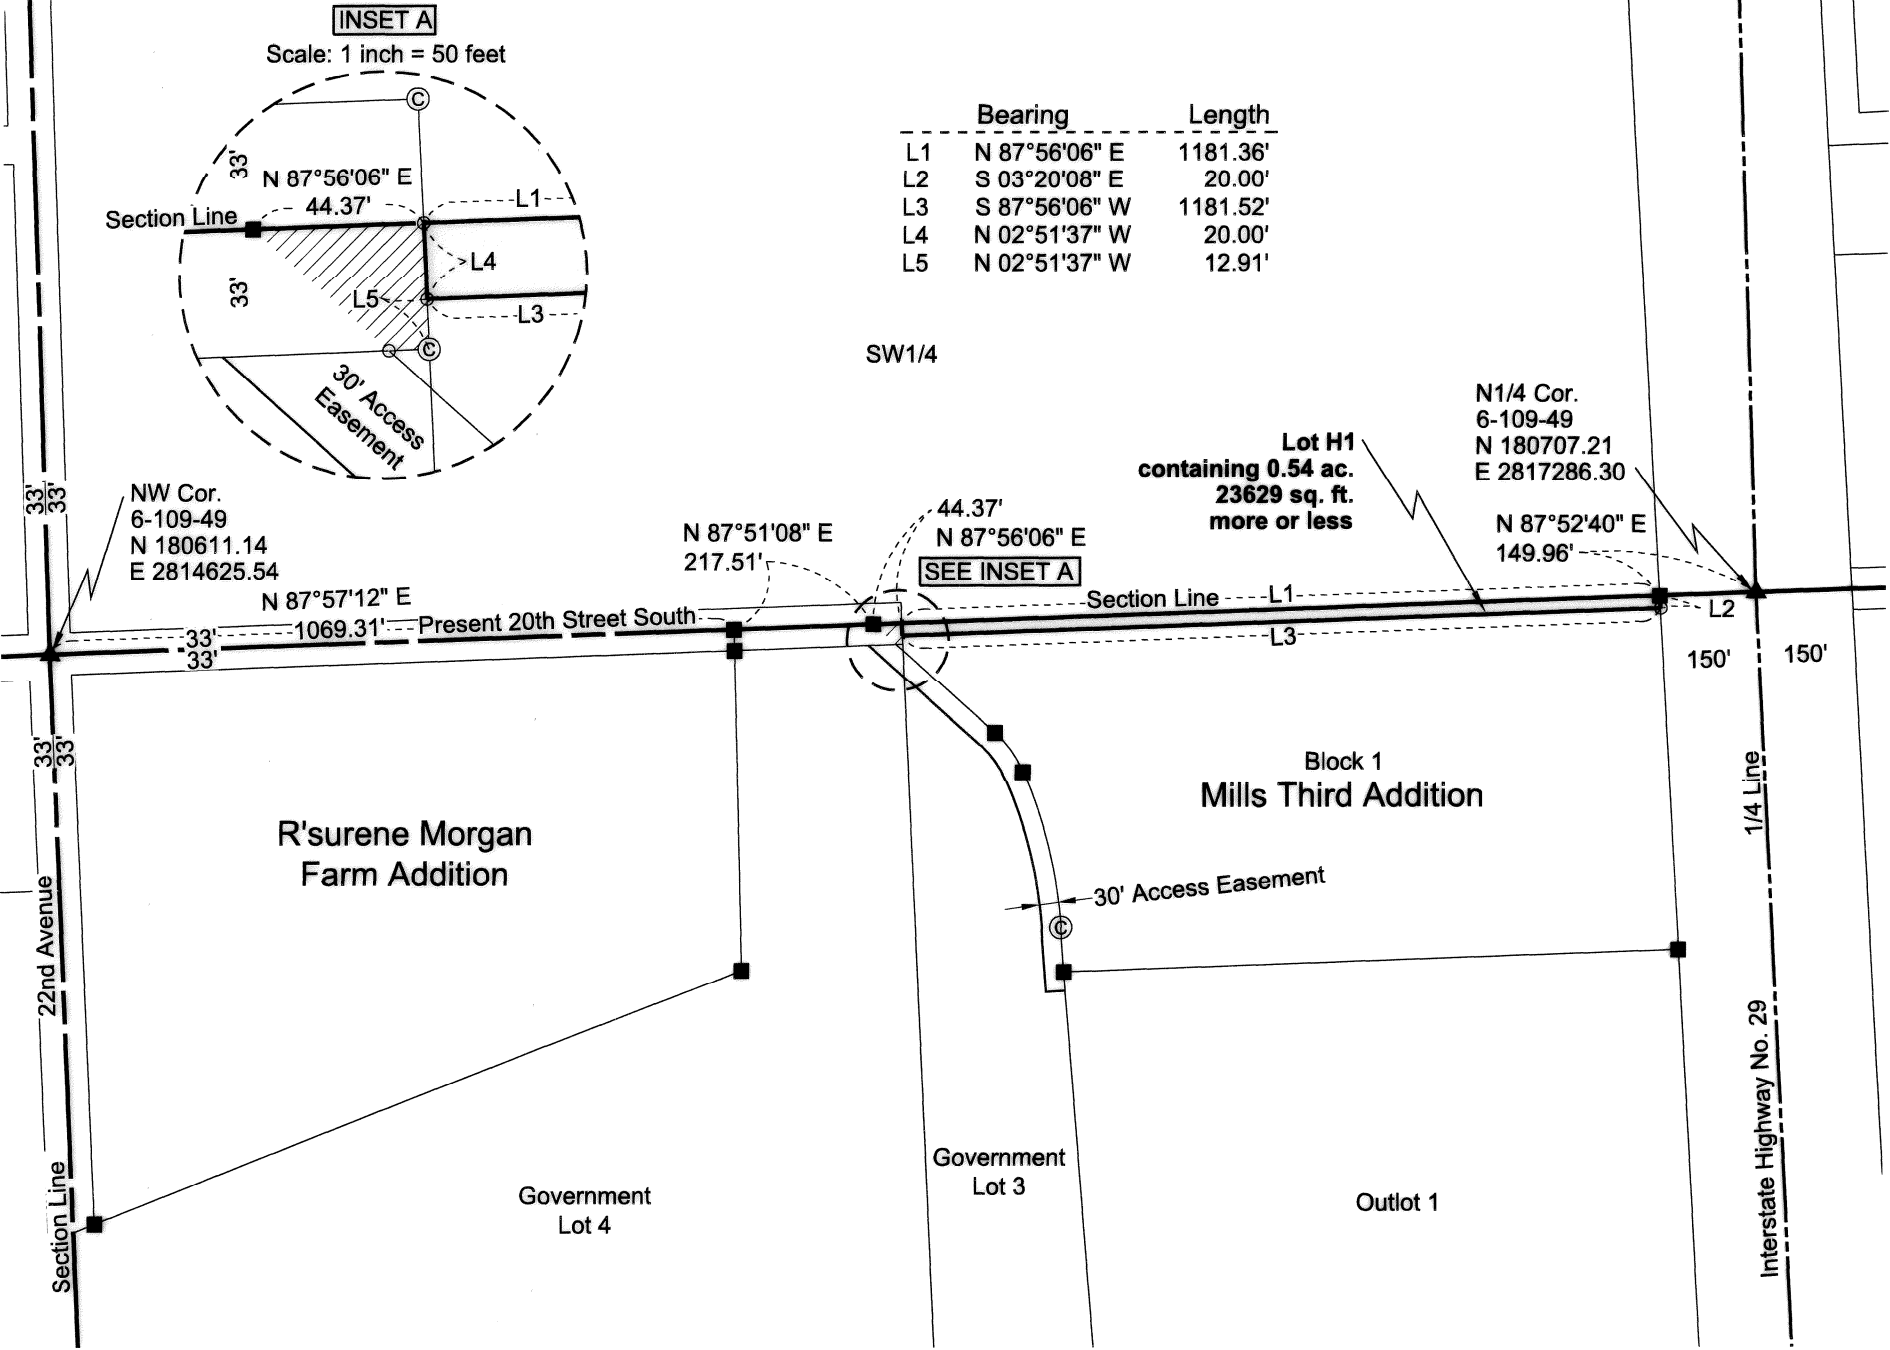 INSET A
Scale: 1 inch = 50 feet
C
33'
N 87°56'06" E
44.37'
Section Line
L1
L4
33'
L5
L3
C
30' Access
Easement
Bearing Length
L1 N 87°56'06" E 1181.36'
L2 S 03°20'08" E 20.00'
L3 S 87°56'06" W 1181.52'
L4 N 02°51'37" W 20.00'
L5 N 02°51'37" W 12.91'
SW1/4
N1/4 Cor.
6-109-49
N 180707.21
E 2817286.30
Lot H1
containing 0.54 ac.
23629 sq. ft.
more or less
33'
33'
NW Cor.
6-109-49
N 180611.14
E 2814625.54
N 87°51'08" E
217.51'
44.37'
N 87°56'06" E
SEE INSET A
N 87°52'40" E
149.96'
N 87°57'12" E
1069.31'
33'
33'
Present 20th Street South
Section Line
L1
L2
L3
150'
150'
33'
33'
Block 1
Mills Third Addition
1/4 Line
R'surene Morgan
Farm Addition
30' Access Easement
C
22nd Avenue
Interstate Highway No. 29
Government
Lot 3
Government
Lot 4
Outlot 1
Section Line